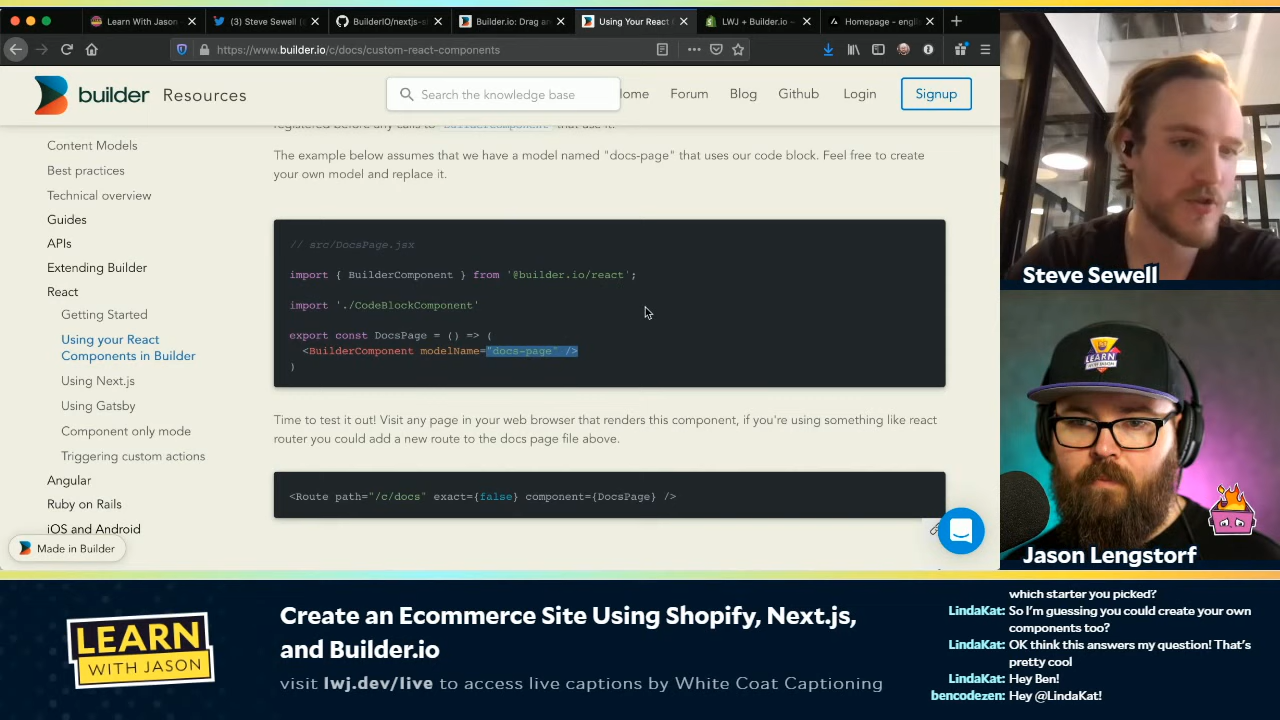 Learn With Jason
(3) Steve Sewell (@
BuilderIO/nextjs-s
Builder.io: Drag an
Using Your React
LWJ + Builder.io –
Homepage - engl
https://www.builder.io/c/docs/custom-react-components
builder Resources
Search the knowledge base
Home
Forum
Blog
Github
Login
Signup
Content Models
Best practices
Technical overview
Guides
APIs
Extending Builder
React
Getting Started
Using your React
Components in Builder
Using Next.js
Using Gatsby
Component only mode
Triggering custom actions
Angular
Ruby on Rails
iOS and Android
Made in Builder
registered before any calls to `BuilderComponent` that use it.
The example below assumes that we have a model named "docs-page" that uses our code block. Feel free to create
your own model and replace it.
// src/DocsPage.jsx
import { BuilderComponent } from '@builder.io/react';
import './CodeBlockComponent'
export const DocsPage = () => (
<BuilderComponent modelName="docs-page" />
)
Time to test it out! Visit any page in your web browser that renders this component, if you're using something like react
router you could add a new route to the docs page file above.
<Route path="/c/docs" exact={false} component={DocsPage} />
Steve Sewell
LEARN
Jason Lengstorf
LEARN
WITH JASON
Create an Ecommerce Site Using Shopify, Next.js,
and Builder.io
visit lwj.dev/live to access live captions by White Coat Captioning
which starter you picked?
LindaKat: So I'm guessing you could create your own
components too?
LindaKat: OK think this answers my question! That's
pretty cool
LindaKat: Hey Ben!
bencodezen: Hey @LindaKat!